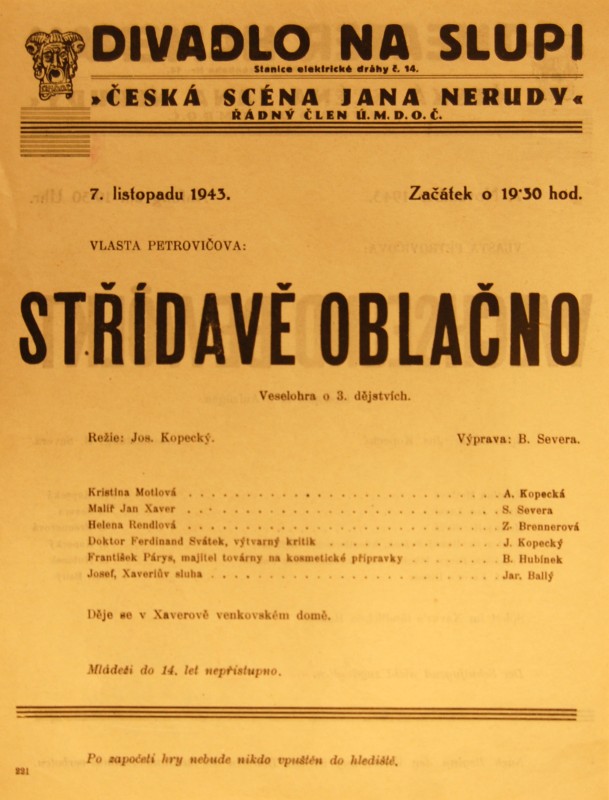 DIVADLO NA SLUPI
Stanice elektrické dráhy č. 14.
»ČESKÁ SCÉNA JANA NERUDY«
ŘÁDNÝ ČLEN Ú.M.D.O.Č.
7. listopadu 1943. Začátek o 19·30 hod.
VLASTA PETROVIČOVA:
STŘÍDAVĚ OBLAČNO
Veselohra o 3. dějstvích.
Režie: Jos. Kopecký. Výprava: B. Severa.
Kristina Motlová . . . . . . . . . . . . . . . . . . . . . . . . A. Kopecká
Malíř Jan Xaver . . . . . . . . . . . . . . . . . . . . . . . . S. Severa
Helena Rendlová . . . . . . . . . . . . . . . . . . . . . . . . Z. Brennerová
Doktor Ferdinand Svátek, výtvarný kritik . . . . . . . . . . . . . J. Kopecký
František Párys, majitel továrny na kosmetické přípravky . . . . . . . B. Hubínek
Josef, Xaveriův sluha . . . . . . . . . . . . . . . . . . . . . . Jar. Ballý
Děje se v Xaverově venkovském domě.
Mládeži do 14. let nepřístupno.
Po započetí hry nebude nikdo vpuštěn do hlediště.
221